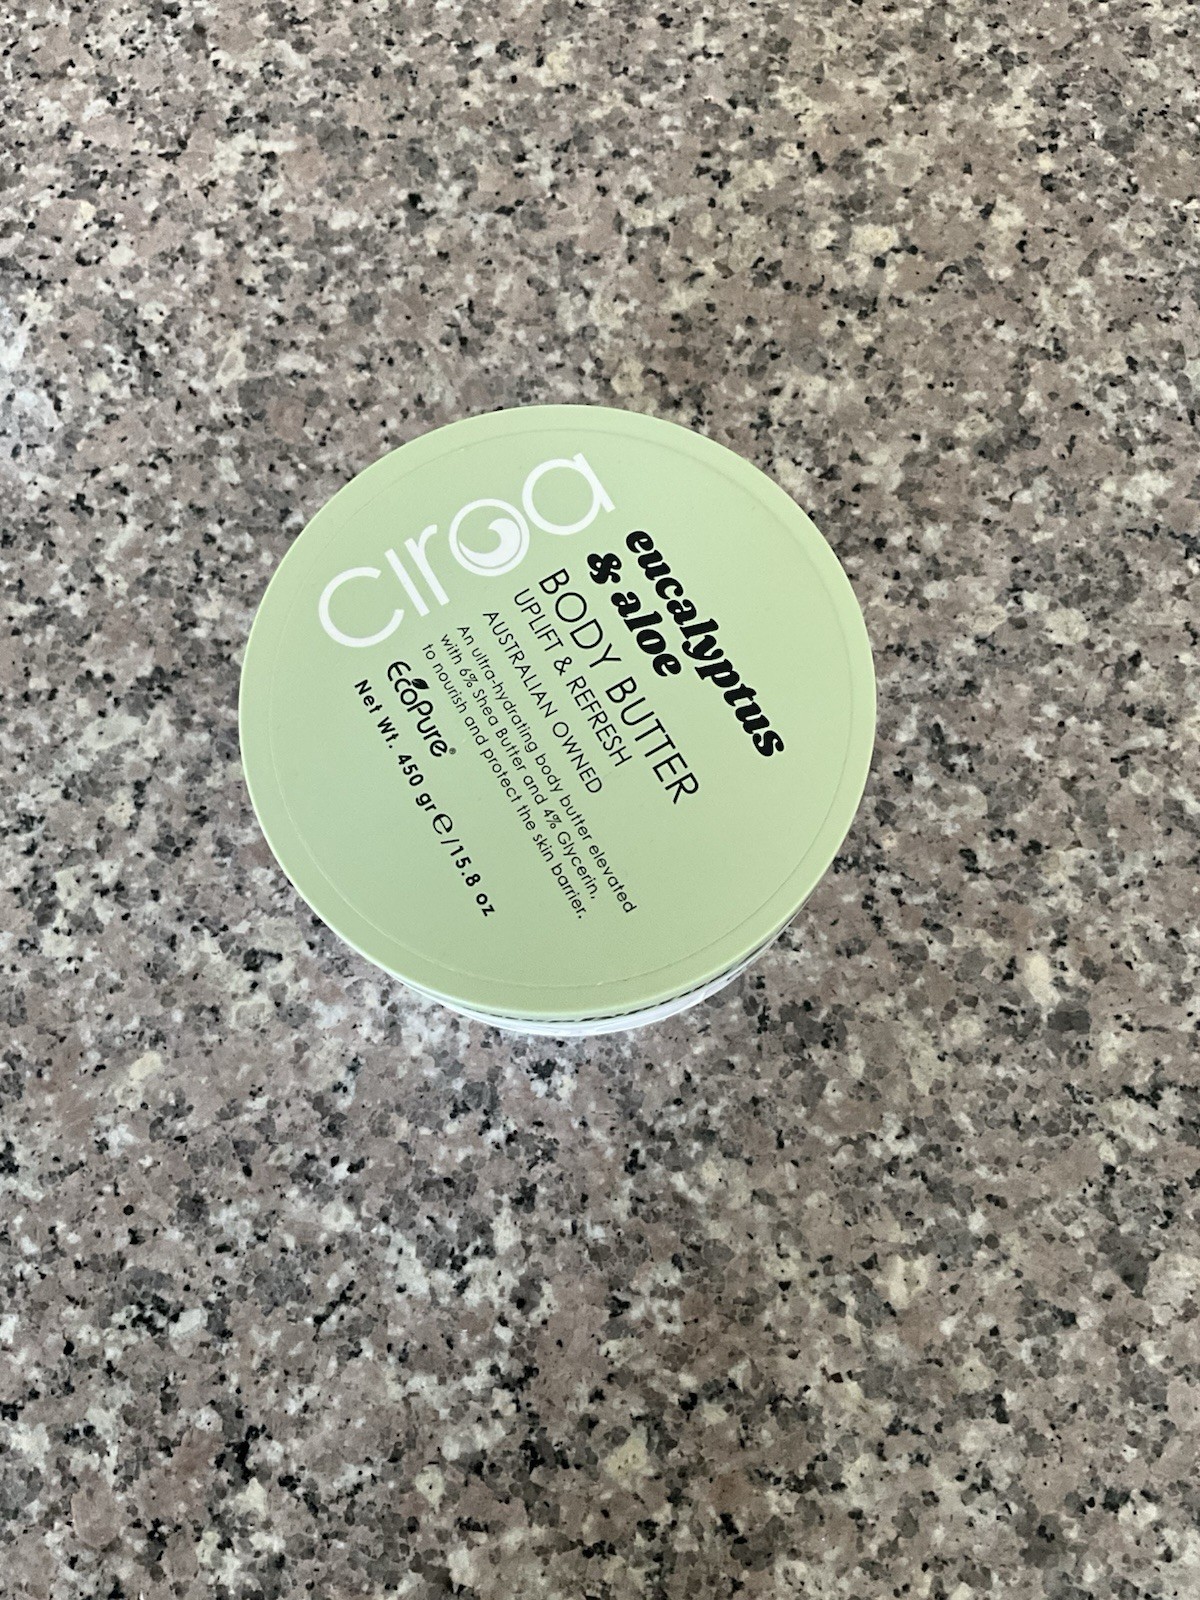 ciroa
eucalyptus
& aloe
BODY BUTTER
UPLIFT & REFRESH
AUSTRALIAN OWNED
An ultra-hydrating body butter elevated
with 6% Shea Butter and 4% Glycerin,
to nourish and protect the skin barrier.
EcoPure®
Net Wt. 450 gr ℮/15.8 oz